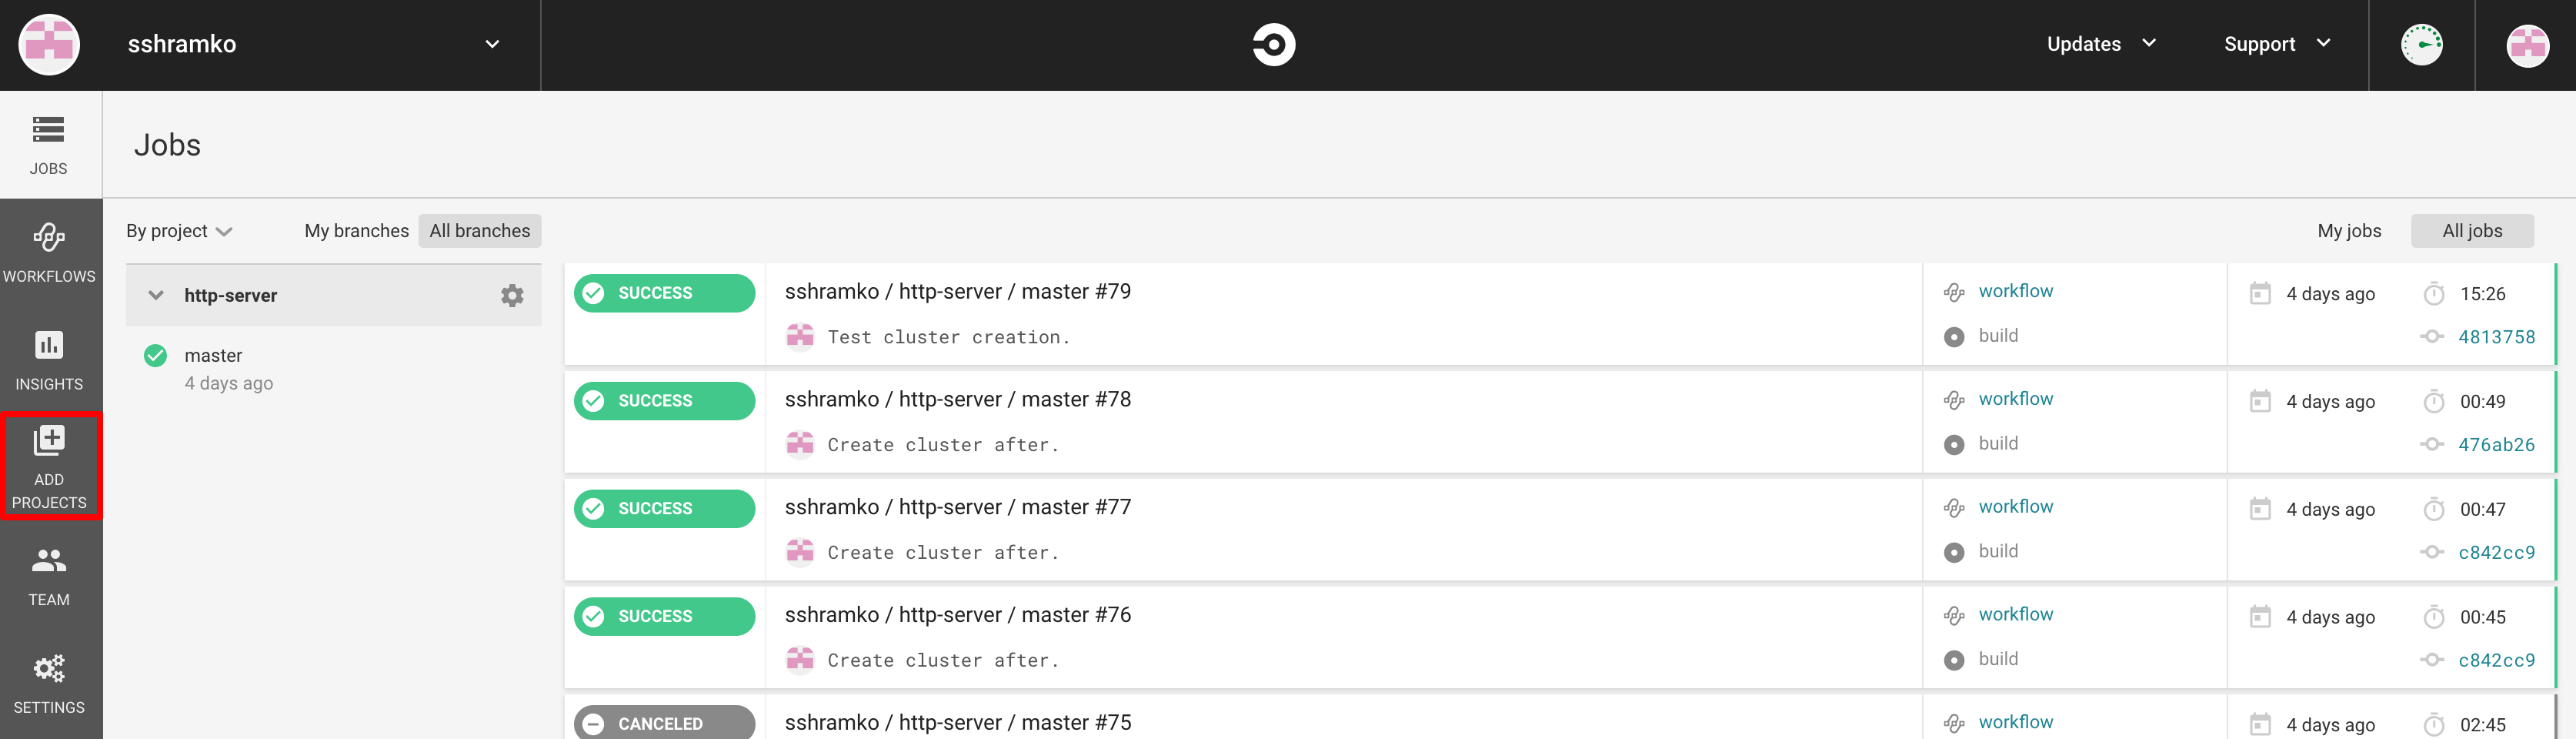 sshramko
Updates
Support
JOBS
WORKFLOWS
INSIGHTS
ADD
PROJECTS
TEAM
SETTINGS
Jobs
By project
My branches
All branches
My jobs
All jobs
http-server
master
4 days ago
SUCCESS
sshramko / http-server / master #79
Test cluster creation.
workflow
build
4 days ago
15:26
4813758
SUCCESS
sshramko / http-server / master #78
Create cluster after.
workflow
build
4 days ago
00:49
476ab26
SUCCESS
sshramko / http-server / master #77
Create cluster after.
workflow
build
4 days ago
00:47
c842cc9
SUCCESS
sshramko / http-server / master #76
Create cluster after.
workflow
build
4 days ago
00:45
c842cc9
CANCELED
sshramko / http-server / master #75
workflow
4 days ago
02:45